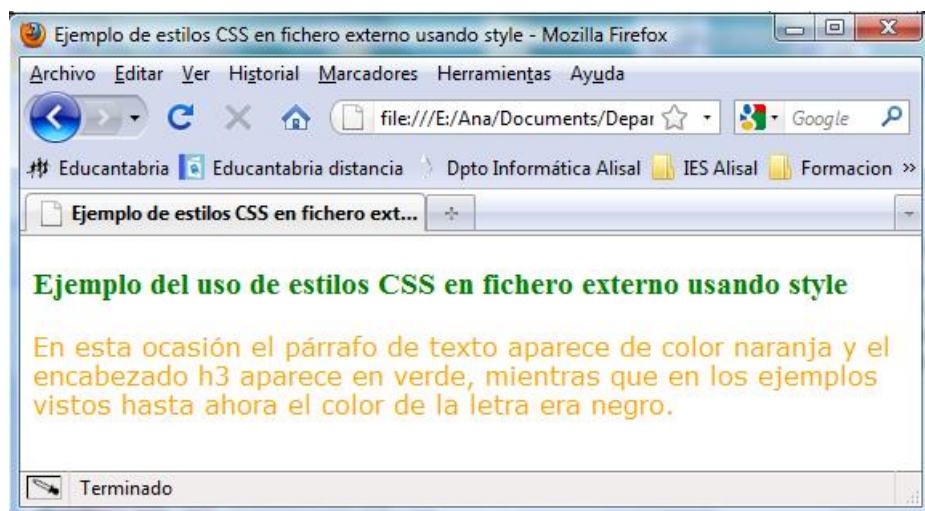 Ejemplo de estilos CSS en fichero externo usando style - Mozilla Firefox
Archivo Editar Ver Historial Marcadores Herramientas Ayuda
file:///E:/Ana/Documents/Depar Google
Educantabria Educantabria distancia Dpto Informática Alisal IES Alisal Formacion »
Ejemplo de estilos CSS en fichero ext...
Ejemplo del uso de estilos CSS en fichero externo usando style
En esta ocasión el párrafo de texto aparece de color naranja y el
encabezado h3 aparece en verde, mientras que en los ejemplos
vistos hasta ahora el color de la letra era negro.
Terminado